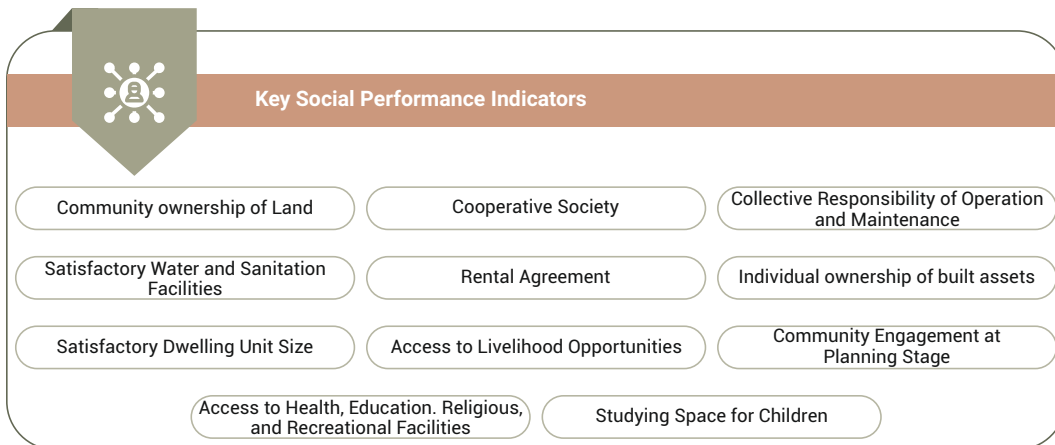 Key Social Performance Indicators
Community ownership of Land
Cooperative Society
Collective Responsibility of Operation
and Maintenance
Satisfactory Water and Sanitation
Facilities
Rental Agreement
Individual ownership of built assets
Satisfactory Dwelling Unit Size
Access to Livelihood Opportunities
Community Engagement at
Planning Stage
Access to Health, Education. Religious,
and Recreational Facilities
Studying Space for Children